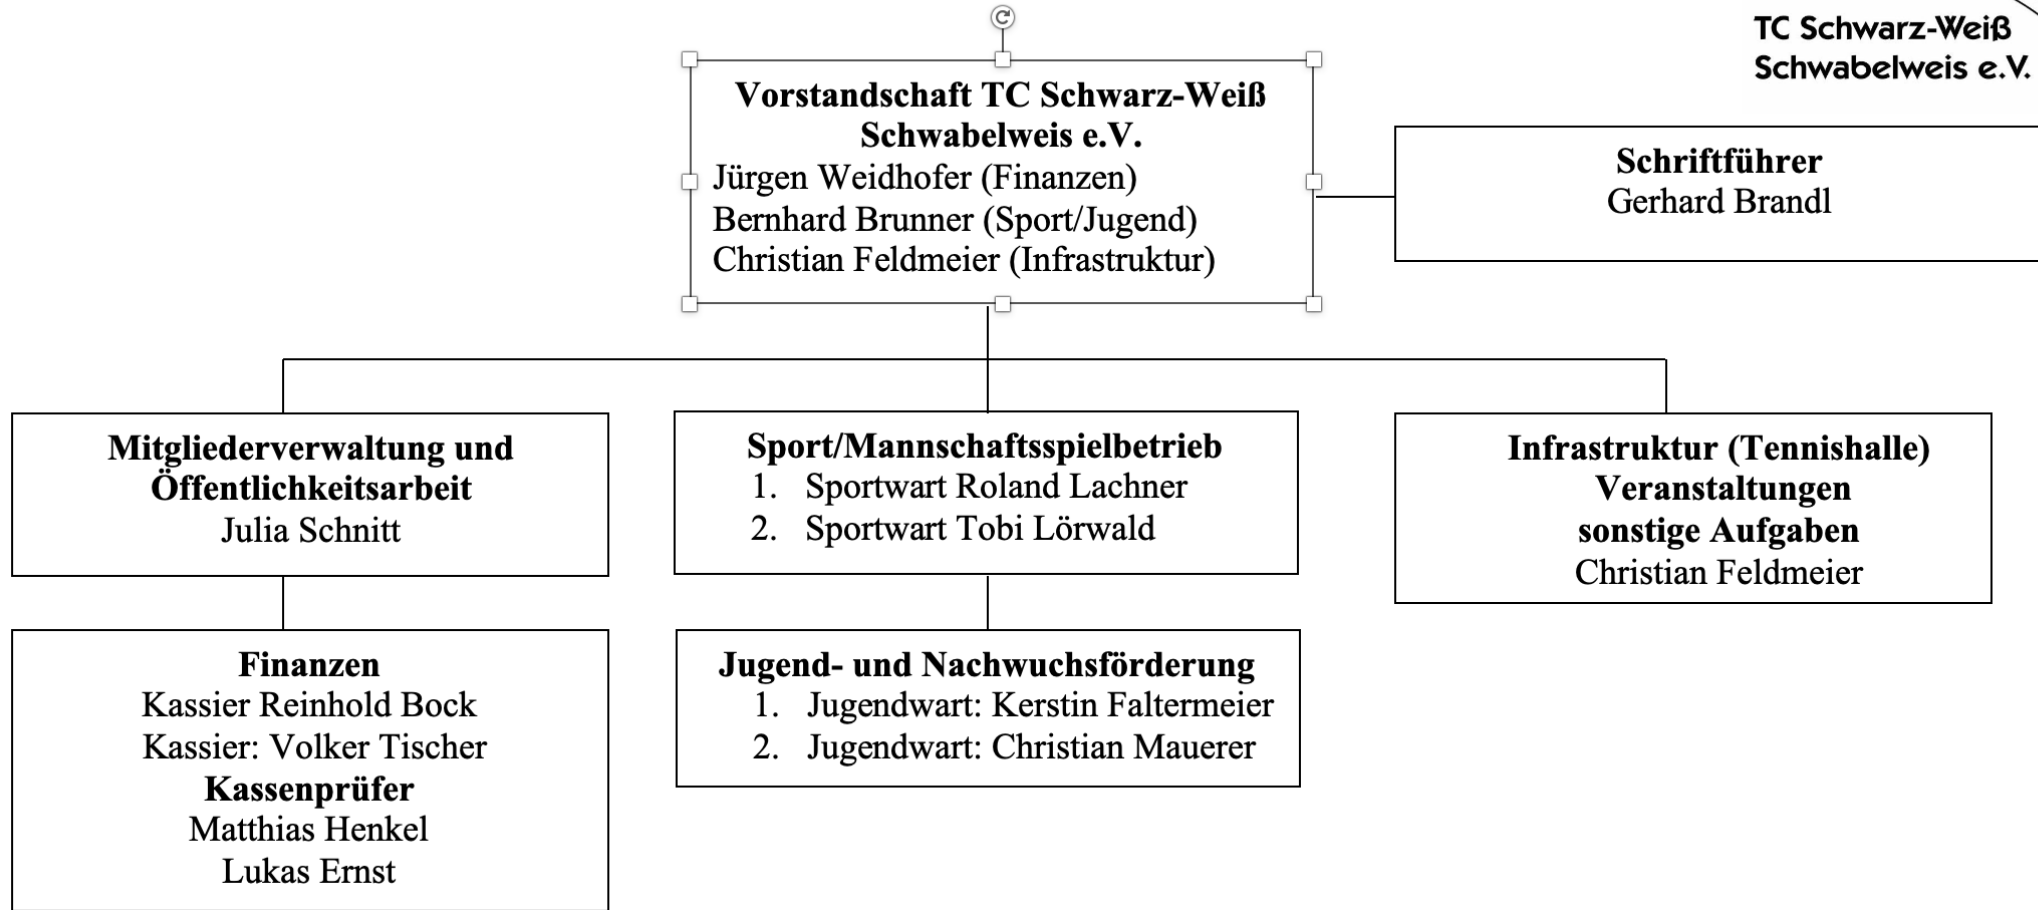 TC Schwarz-Weiß
Schwabelweis e.V.
Vorstandschaft TC Schwarz-Weiß
Schwabelweis e.V.
Jürgen Weidhofer (Finanzen)
Bernhard Brunner (Sport/Jugend)
Christian Feldmeier (Infrastruktur)
Schriftführer
Gerhard Brandl
Mitgliederverwaltung und
Öffentlichkeitsarbeit
Julia Schnitt
Sport/Mannschaftsspielbetrieb
1. Sportwart Roland Lachner
2. Sportwart Tobi Lörwald
Infrastruktur (Tennishalle)
Veranstaltungen
sonstige Aufgaben
Christian Feldmeier
Finanzen
Kassier Reinhold Bock
Kassier: Volker Tischer
Kassenprüfer
Matthias Henkel
Lukas Ernst
Jugend- und Nachwuchsförderung
1. Jugendwart: Kerstin Faltermeier
2. Jugendwart: Christian Mauerer